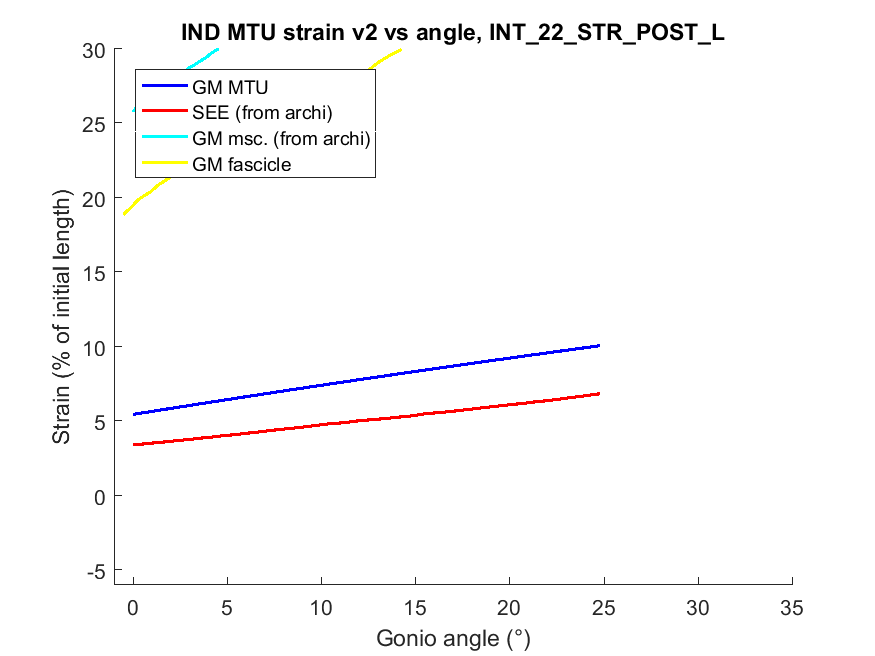 IND MTU strain v2 vs angle, INT_22_STR_POST_L
30
25
20
15
10
5
0
-5
Strain (% of initial length)
GM MTU
SEE (from archi)
GM msc. (from archi)
GM fascicle
0 5 10 15 20 25 30 35
Gonio angle (°)